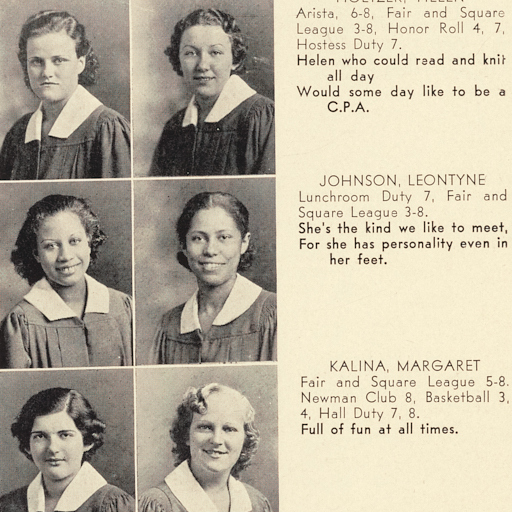 Arista, 6-8, Fair and Square
League 3-8, Honor Roll 4, 7,
Hostess Duty 7.
Helen who could read and knit
all day
Would some day like to be a
C.P.A.
JOHNSON, LEONTYNE
Lunchroom Duty 7, Fair and
Square League 3-8.
She's the kind we like to meet,
For she has personality even in
her feet.
KALINA, MARGARET
Fair and Square League 5-8.
Newman Club 8, Basketball 3,
4, Hall Duty 7, 8.
Full of fun at all times.